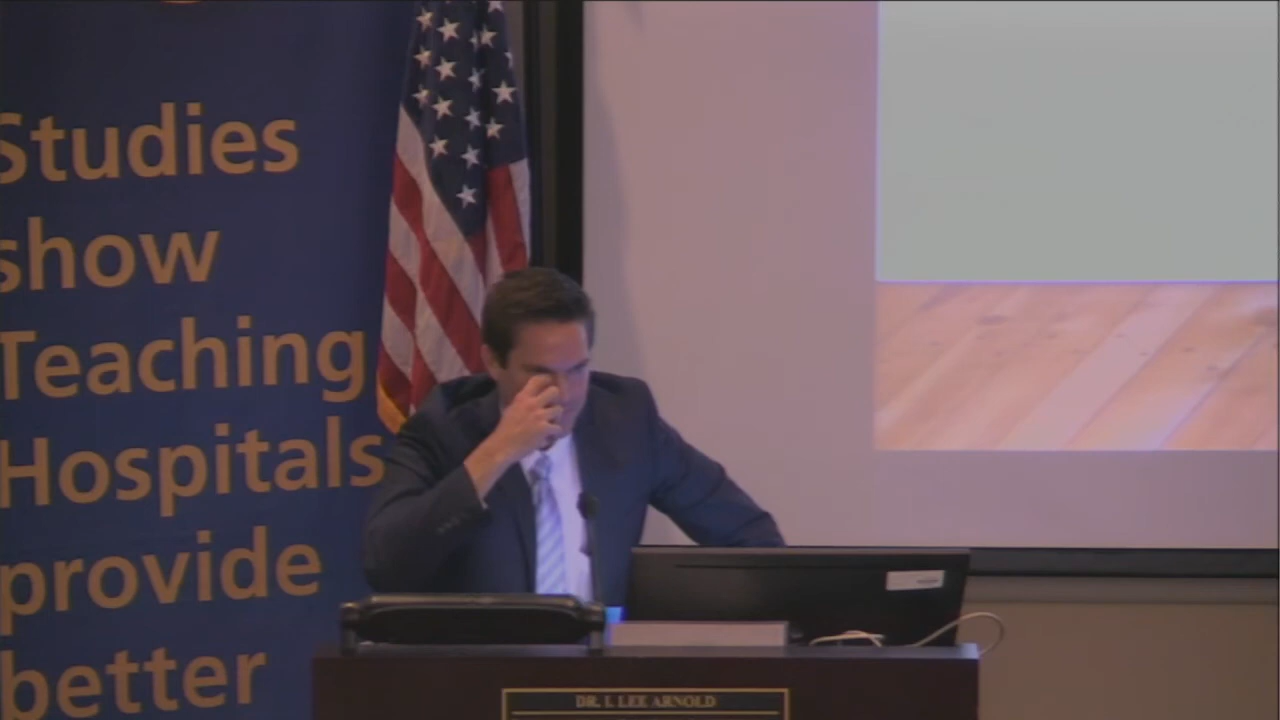 Studies
show
Teaching
Hospitals
provide
better
DR. I. LEE ARNOLD